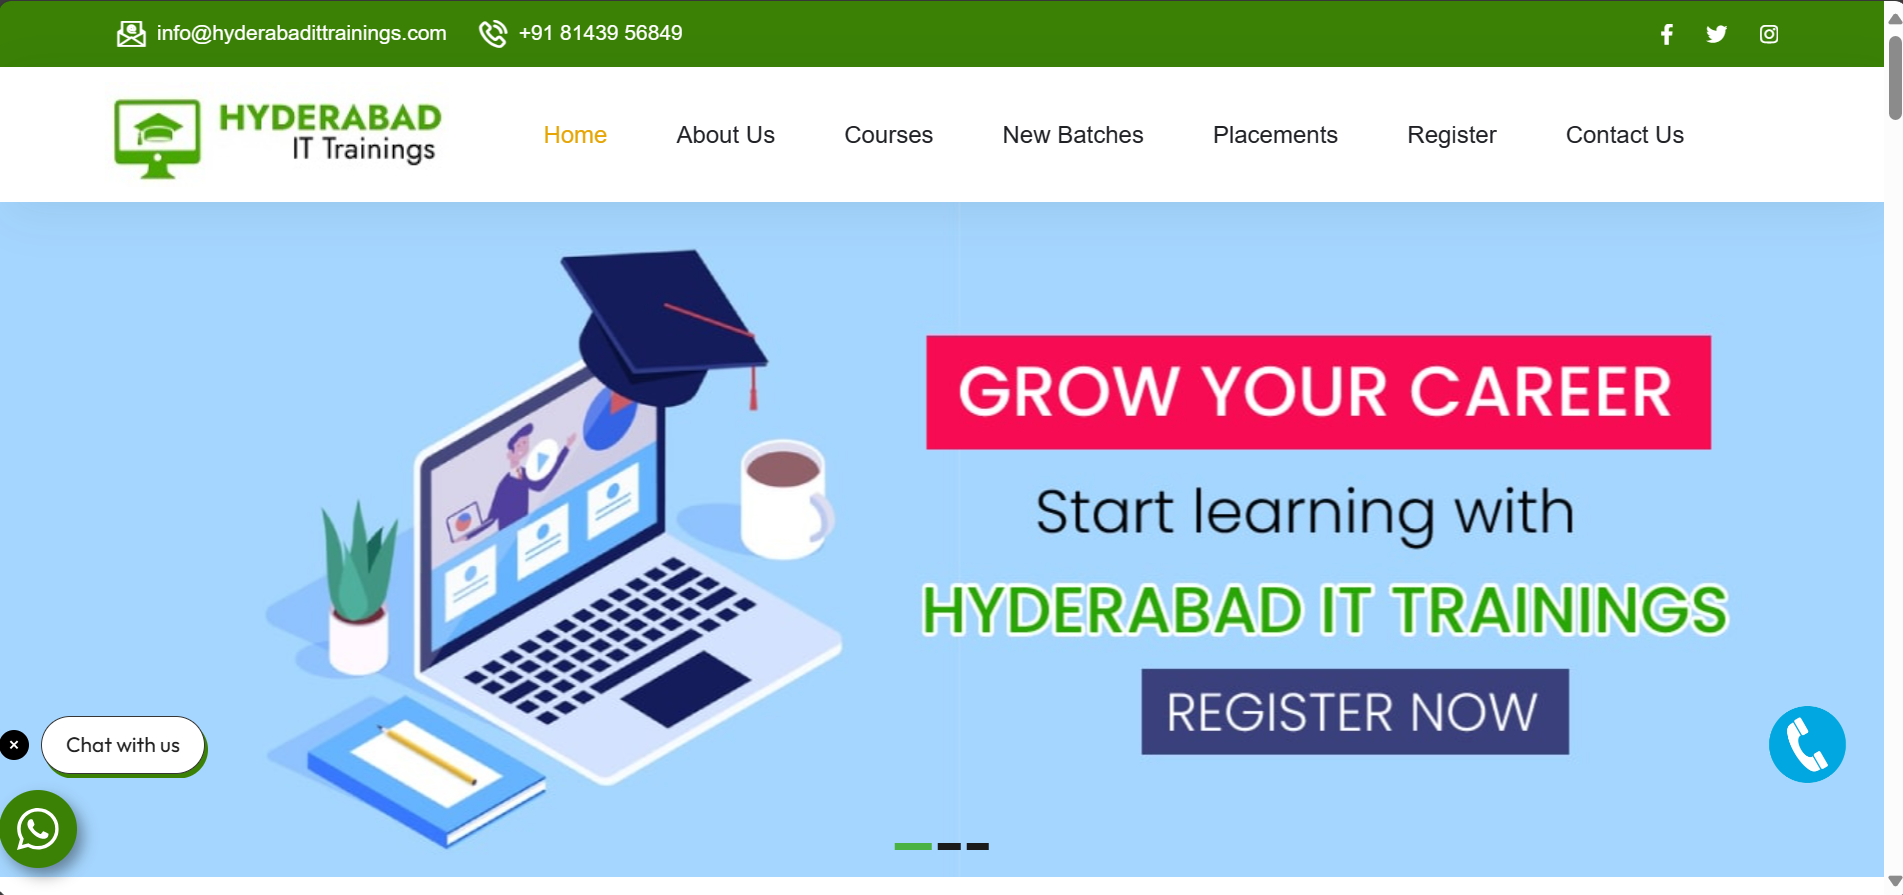 info@hyderabadittrainings.com +91 81439 56849
HYDERABAD
IT Trainings
Home About Us Courses New Batches Placements Register Contact Us
GROW YOUR CAREER
Start learning with
HYDERABAD IT TRAININGS
REGISTER NOW
Chat with us